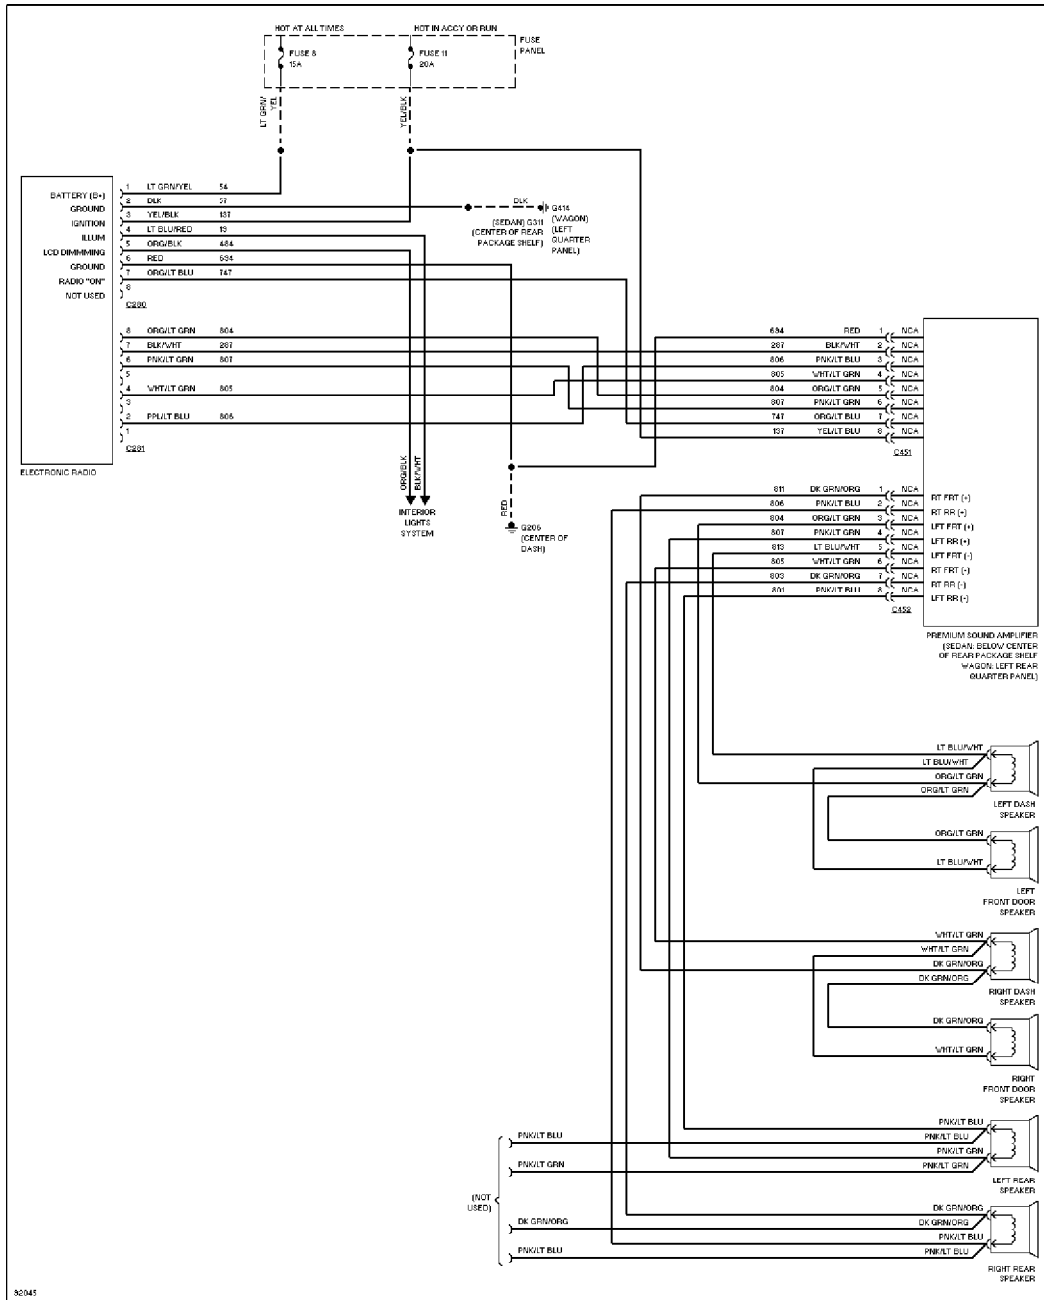 HOT AT ALL TIMES
HOT IN ACCY OR RUN
FUSE
PANEL
FUSE 8
15A
FUSE 11
20A
LT GRN/
YEL
YEL/BLK
BATTERY (B+)
GROUND
IGNITION
ILLUM
LCD DIMMMING
GROUND
RADIO "ON"
NOT USED
1 LT GRN/YEL 54
2 BLK 57
3 YEL/BLK 137
4 LT BLU/RED 19
5 ORG/BLK 484
6 RED 694
7 ORG/LT BLU 747
8
C280
8 ORG/LT GRN 804
7 BLK/WHT 287
6 PNK/LT GRN 807
5
4 WHT/LT GRN 805
3
2 PPL/LT BLU 806
1
C281
ELECTRONIC RADIO
BLK
G414
(WAGON)
(LEFT
QUARTER
PANEL)
(SEDAN) G311
(CENTER OF REAR
PACKAGE SHELF)
ORG/BLK
BLK/WHT
INTERIOR
LIGHTS
SYSTEM
RED
G206
(CENTER OF
DASH)
694 RED 1 NCA
287 BLK/WHT 2 NCA
806 PNK/LT BLU 3 NCA
805 WHT/LT GRN 4 NCA
804 ORG/LT GRN 5 NCA
807 PNK/LT GRN 6 NCA
747 ORG/LT BLU 7 NCA
137 YEL/LT BLU 8 NCA
C451
811 DK GRN/ORG 1 NCA RT FRT (+)
806 PNK/LT BLU 2 NCA RT RR (+)
804 ORG/LT GRN 3 NCA LFT FRT (+)
807 PNK/LT GRN 4 NCA LFT RR (+)
813 LT BLU/WHT 5 NCA LFT FRT (-)
805 WHT/LT GRN 6 NCA RT FRT (-)
803 DK GRN/ORG 7 NCA RT RR (-)
801 PNK/LT BLU 8 NCA LFT RR (-)
C452
PREMIUM SOUND AMPLIFIER
(SEDAN: BELOW CENTER
OF REAR PACKAGE SHELF
WAGON: LEFT REAR
QUARTER PANEL)
LT BLU/WHT
LT BLU/WHT
ORG/LT GRN
ORG/LT GRN
LEFT DASH
SPEAKER
ORG/LT GRN
LT BLU/WHT
LEFT
FRONT DOOR
SPEAKER
WHT/LT GRN
WHT/LT GRN
DK GRN/ORG
DK GRN/ORG
RIGHT DASH
SPEAKER
DK GRN/ORG
WHT/LT GRN
RIGHT
FRONT DOOR
SPEAKER
PNK/LT BLU
PNK/LT BLU
PNK/LT BLU
PNK/LT GRN
PNK/LT GRN
PNK/LT GRN
LEFT REAR
SPEAKER
(NOT
USED)
DK GRN/ORG
DK GRN/ORG
DK GRN/ORG
PNK/LT BLU
PNK/LT BLU
PNK/LT BLU
RIGHT REAR
SPEAKER
92045